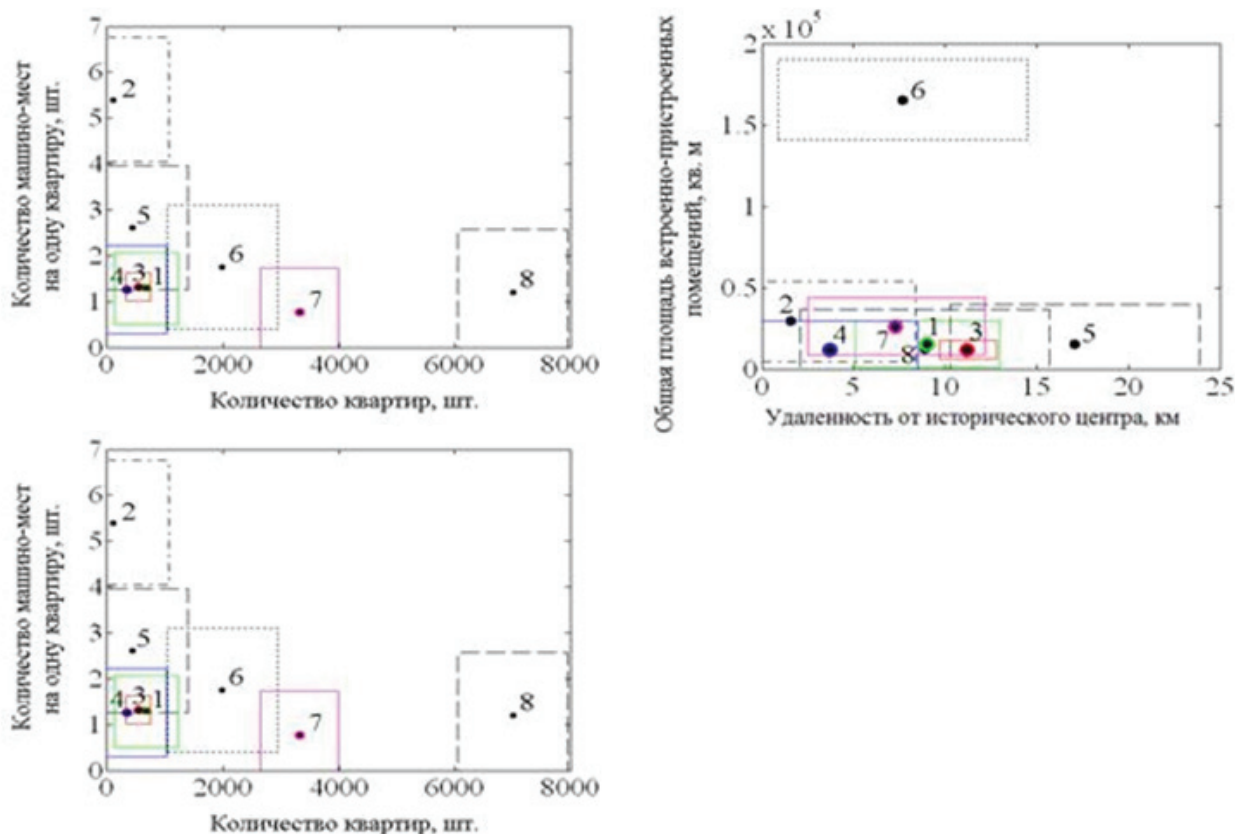 Количество машино-мест
на одну квартиру, шт.
7
6
5
4
3
2
1
0
2
5
4 3 1
6
7
8
0 2000 4000 6000 8000
Количество квартир, шт.
Общая площадь встроенно-пристроенных
помещений, кв. м
2 x 10⁵
1.5
1
0.5
0
6
2
4
7
1
8
3
5
0 5 10 15 20 25
Удаленность от исторического центра, км
Количество машино-мест
на одну квартиру, шт.
7
6
5
4
3
2
1
0
2
5
4 3 1
6
7
8
0 2000 4000 6000 8000
Количество квартир, шт.